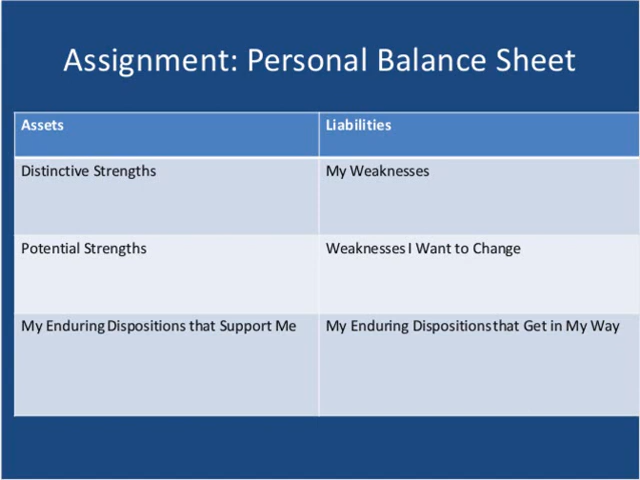 Assignment: Personal Balance Sheet
Assets
Liabilities
Distinctive Strengths
My Weaknesses
Potential Strengths
Weaknesses I Want to Change
My Enduring Dispositions that Support Me
My Enduring Dispositions that Get in My Way